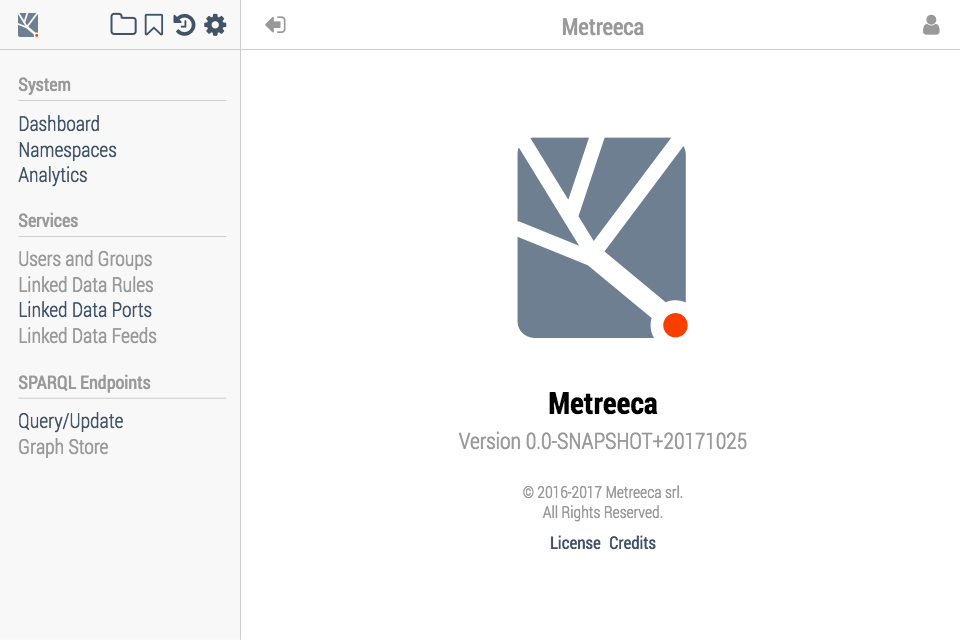 Metreeca
System
Dashboard
Namespaces
Analytics
Services
Users and Groups
Linked Data Rules
Linked Data Ports
Linked Data Feeds
SPARQL Endpoints
Query/Update
Graph Store
Metreeca
Version 0.0-SNAPSHOT+20171025
© 2016-2017 Metreeca srl.
All Rights Reserved.
License Credits